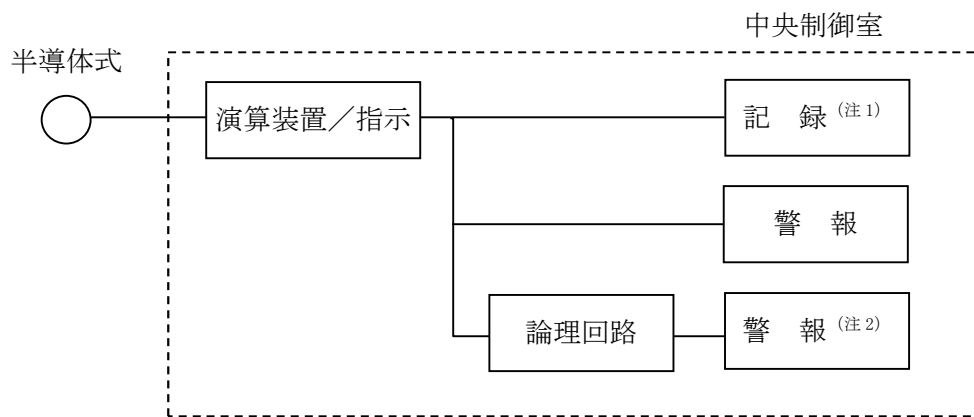 中央制御室
半導体式
演算装置／指示
記　録（注1）
警　報
論理回路
警　報（注2）